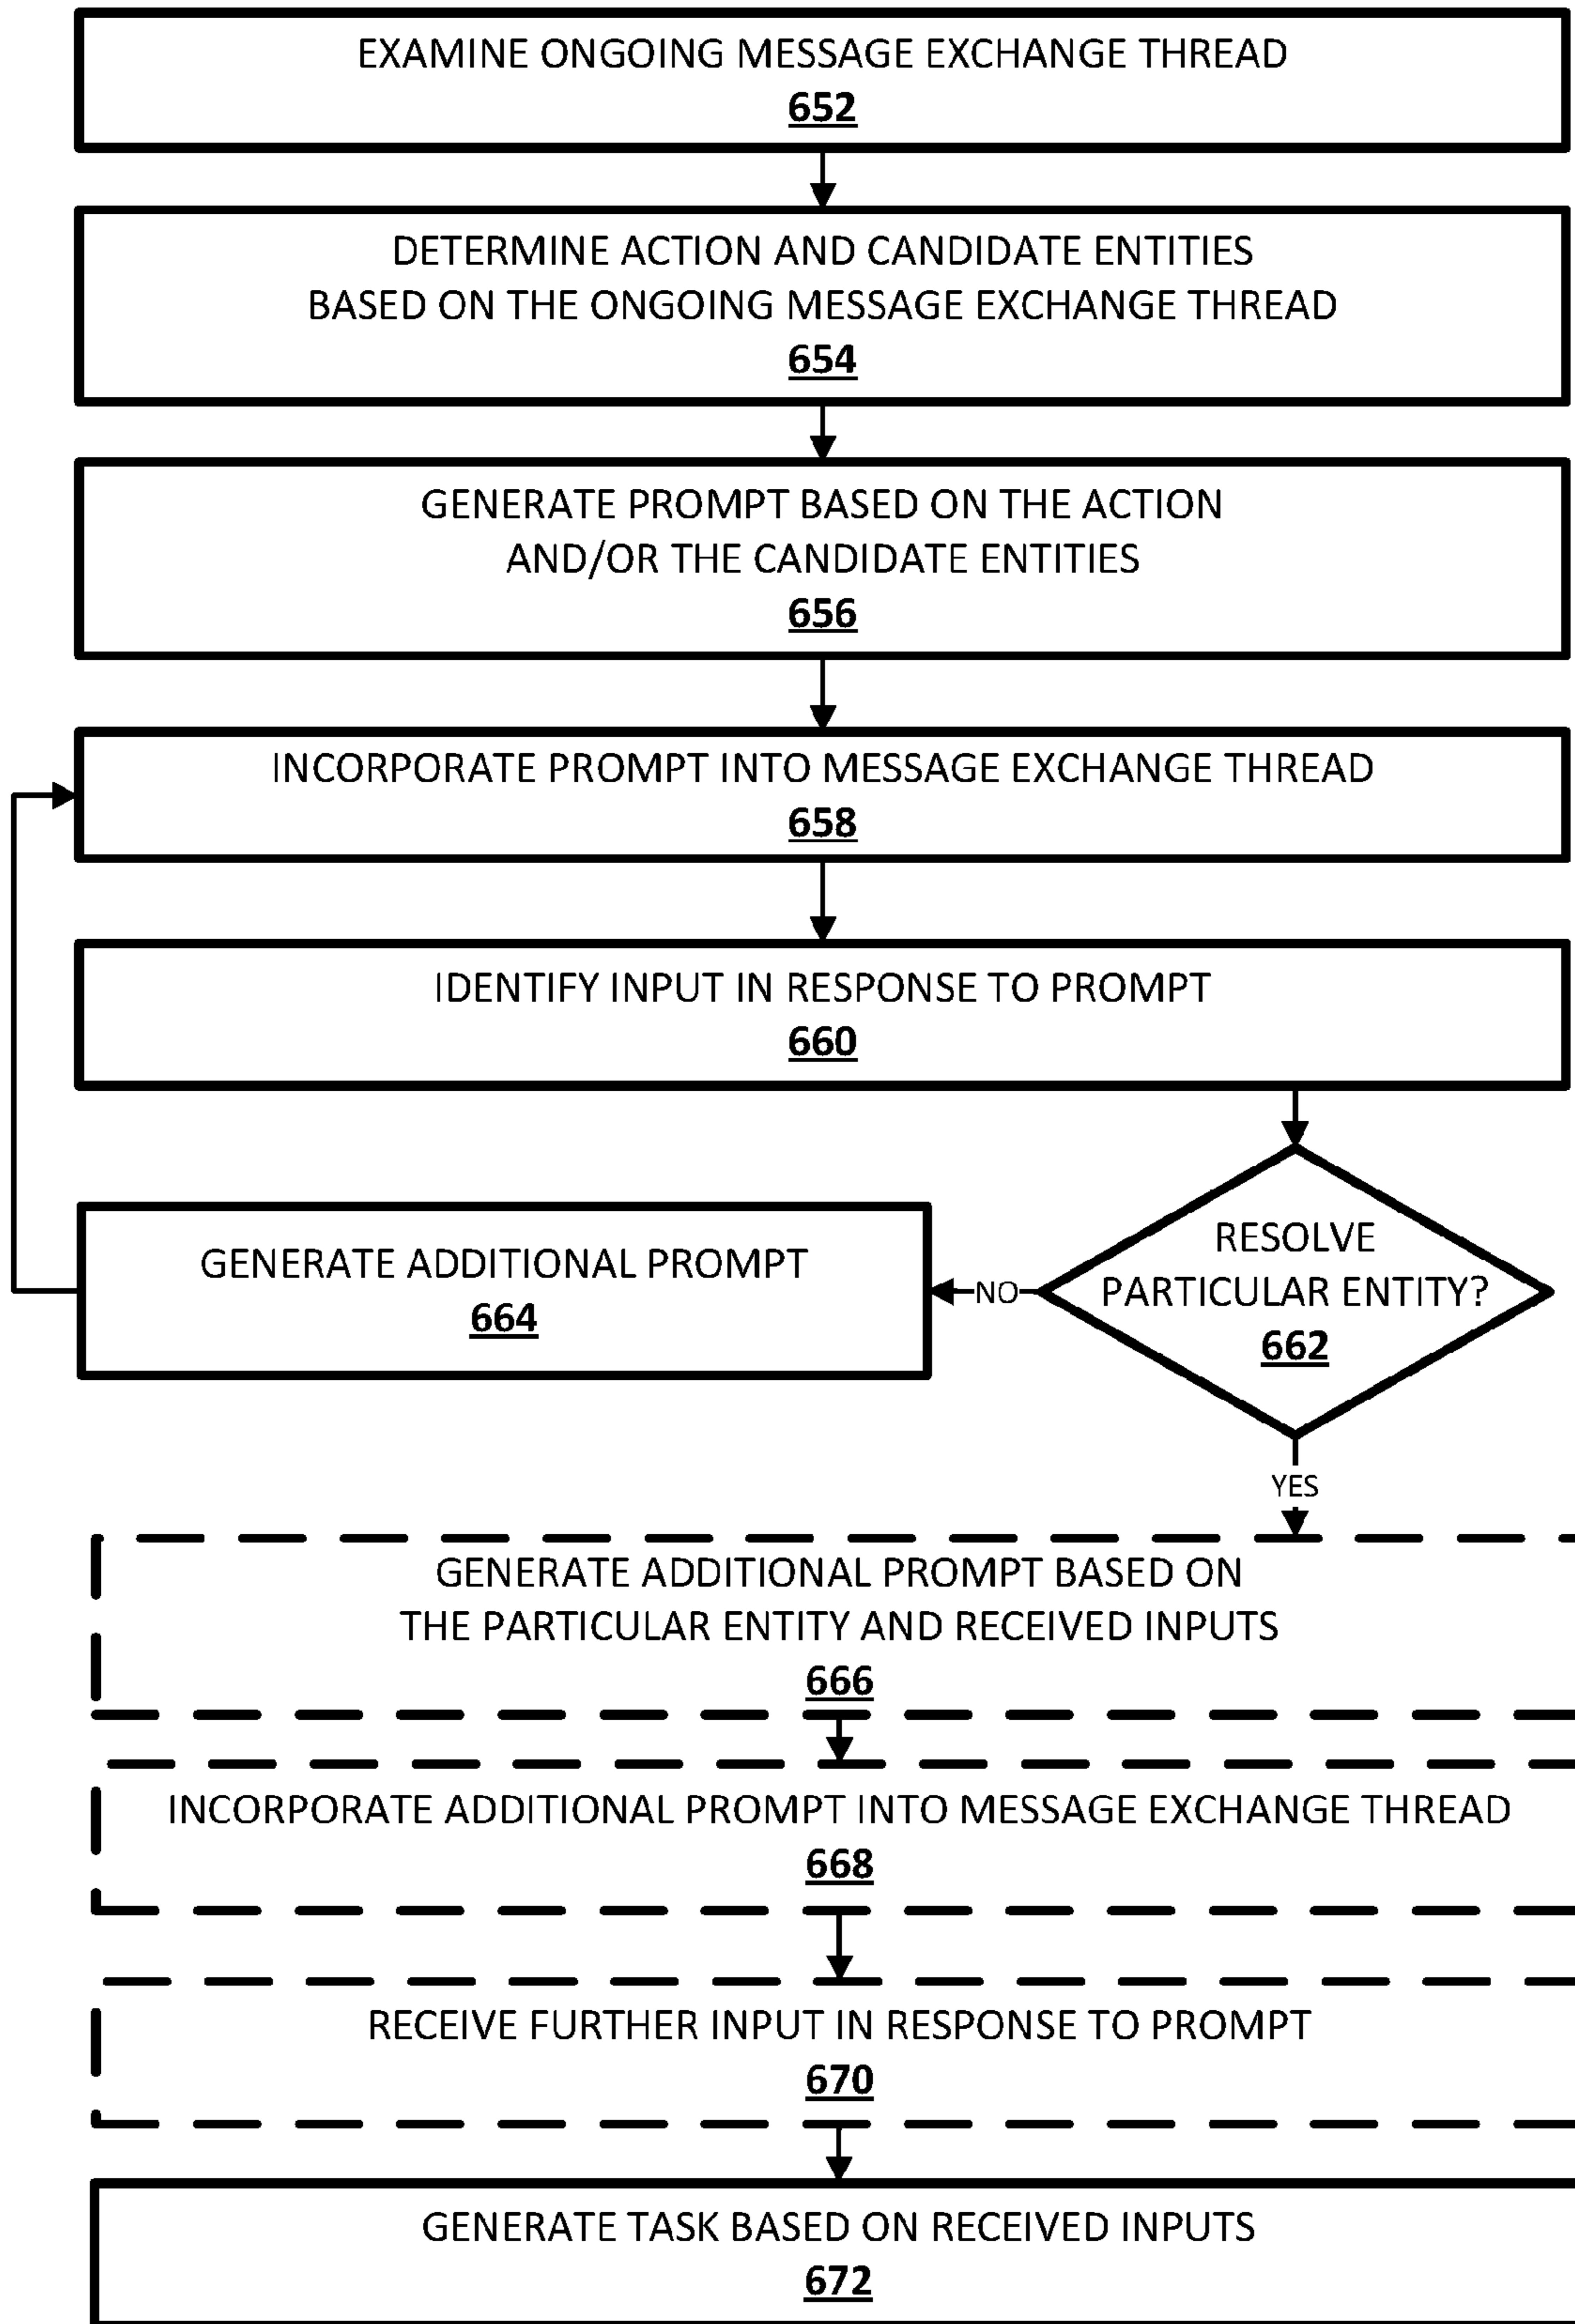 EXAMINE ONGOING MESSAGE EXCHANGE THREAD
652
DETERMINE ACTION AND CANDIDATE ENTITIES
BASED ON THE ONGOING MESSAGE EXCHANGE THREAD
654
GENERATE PROMPT BASED ON THE ACTION
AND/OR THE CANDIDATE ENTITIES
656
INCORPORATE PROMPT INTO MESSAGE EXCHANGE THREAD
658
IDENTIFY INPUT IN RESPONSE TO PROMPT
660
RESOLVE
PARTICULAR ENTITY?
662
NO
GENERATE ADDITIONAL PROMPT
664
YES
GENERATE ADDITIONAL PROMPT BASED ON
THE PARTICULAR ENTITY AND RECEIVED INPUTS
666
INCORPORATE ADDITIONAL PROMPT INTO MESSAGE EXCHANGE THREAD
668
RECEIVE FURTHER INPUT IN RESPONSE TO PROMPT
670
GENERATE TASK BASED ON RECEIVED INPUTS
672